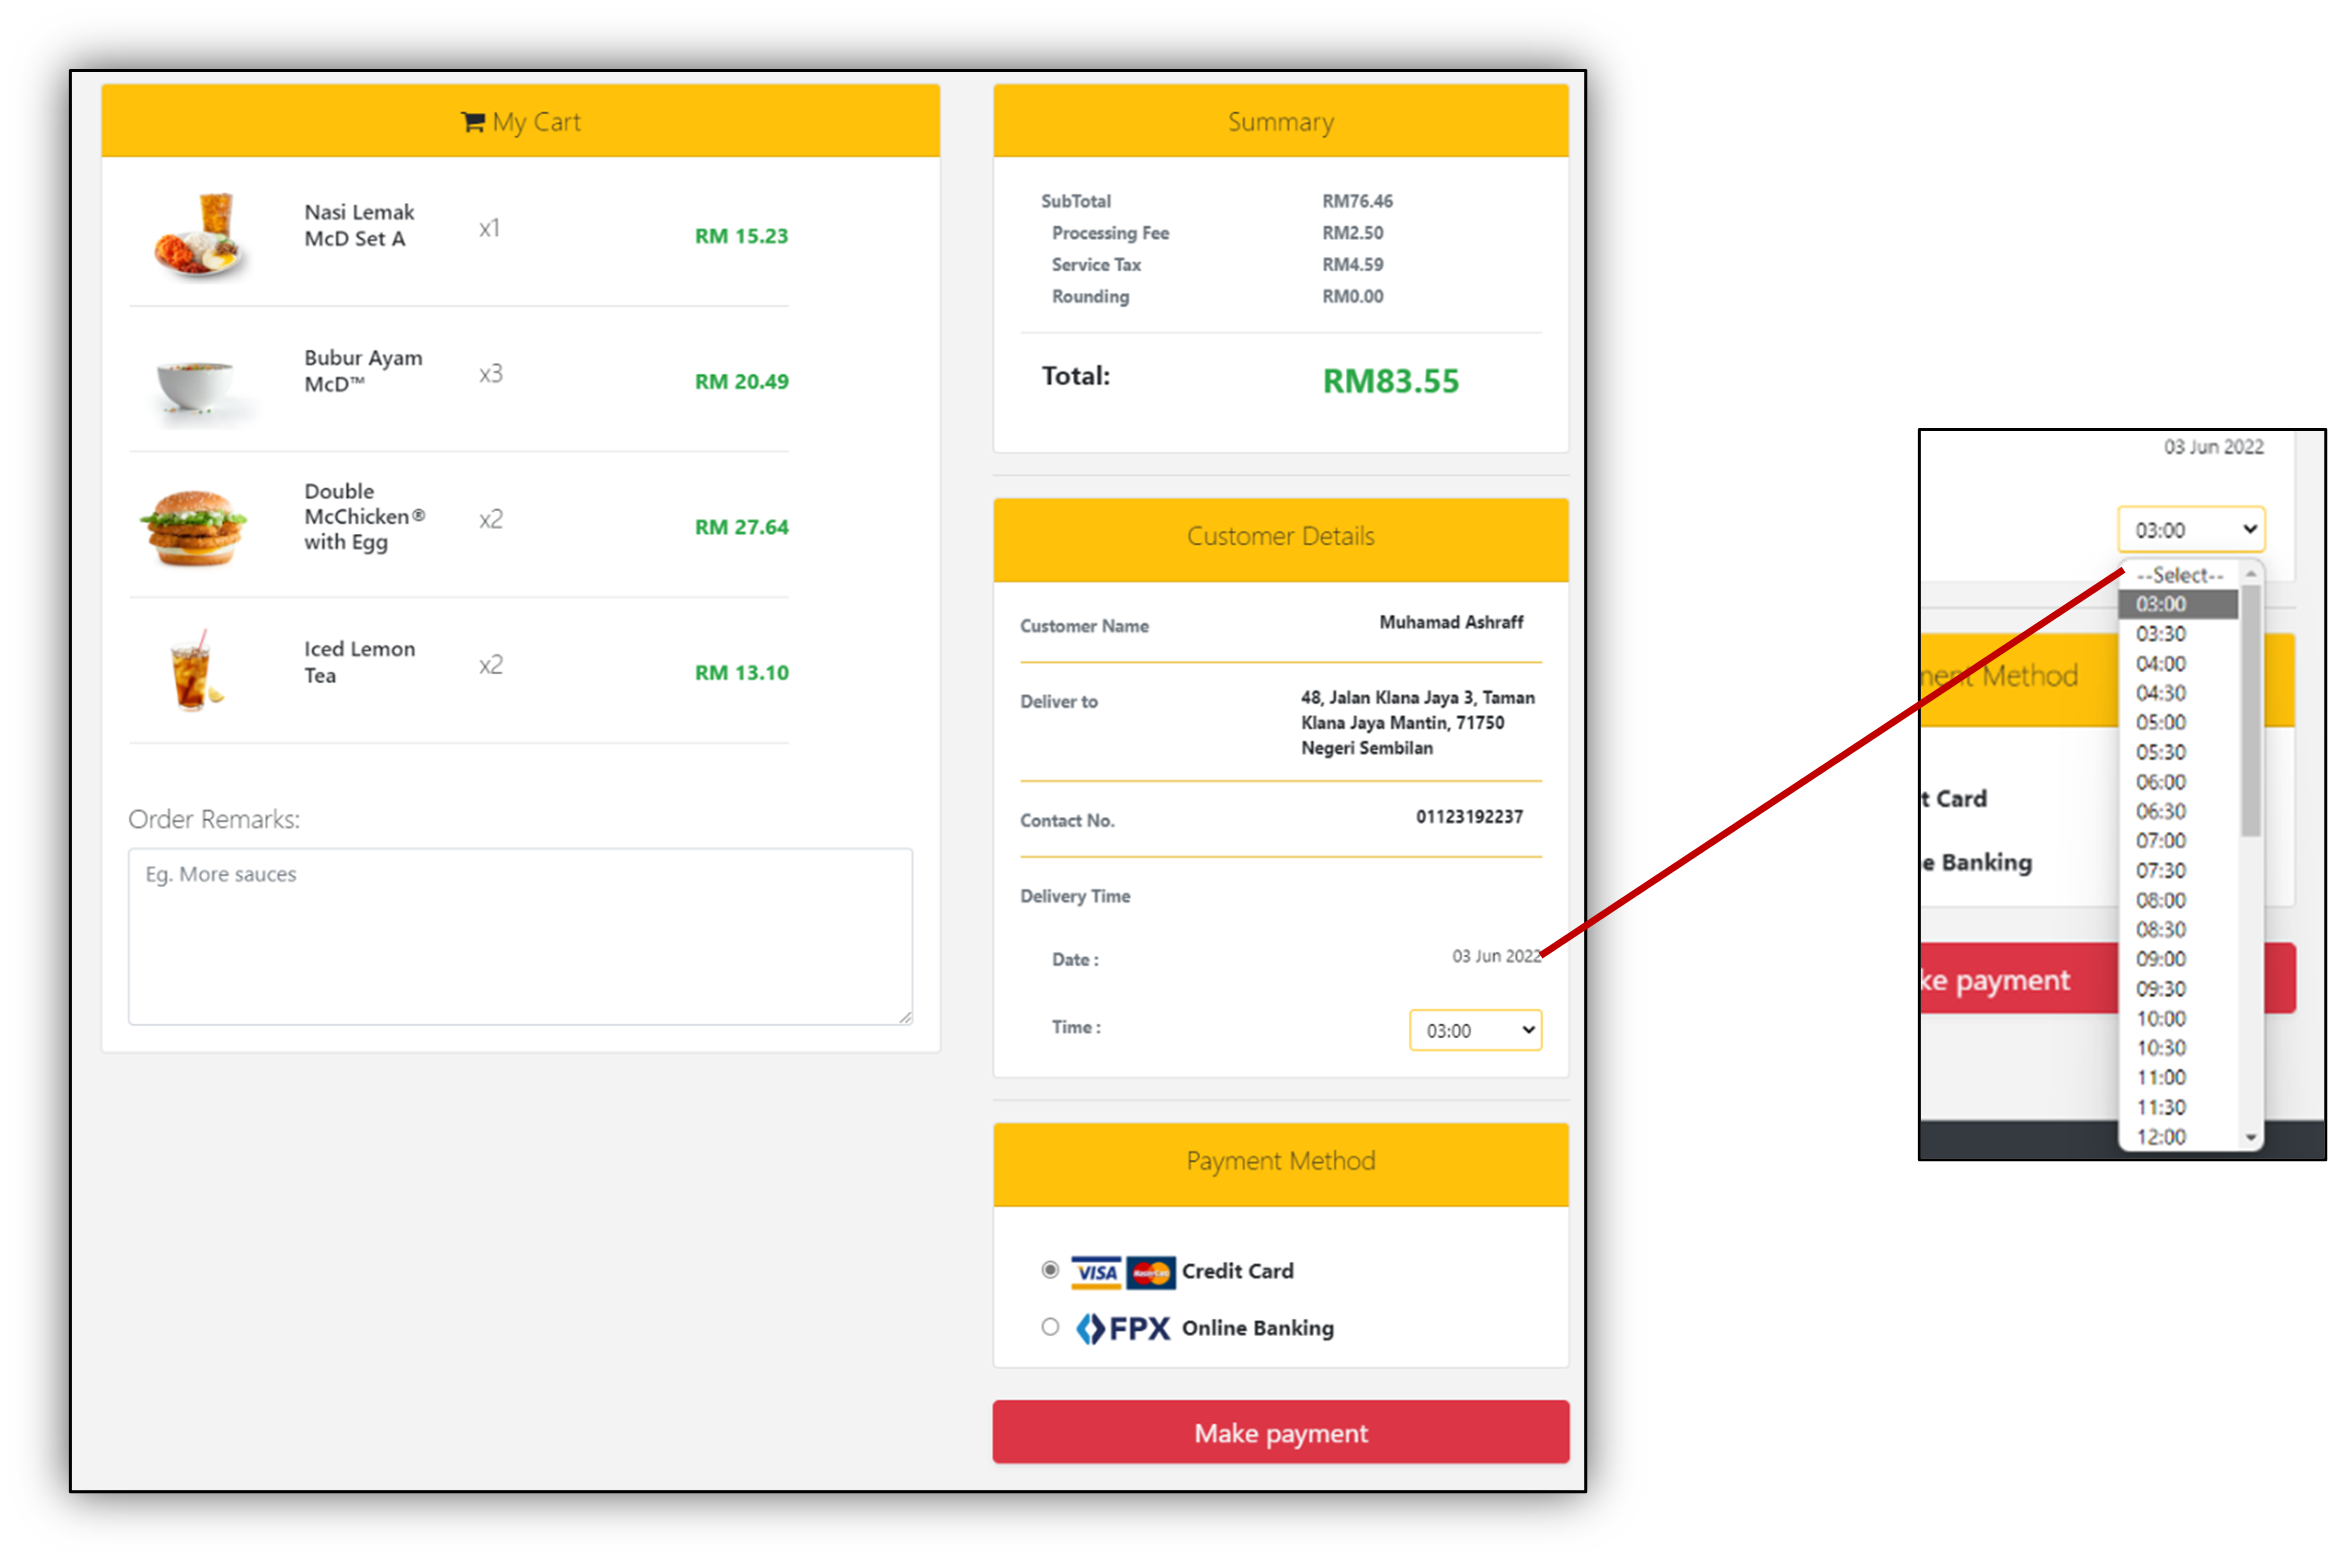 My Cart
Nasi Lemak
McD Set A
x1
RM 15.23
Bubur Ayam
McD™
x3
RM 20.49
Double
McChicken®
with Egg
x2
RM 27.64
Iced Lemon
Tea
x2
RM 13.10
Order Remarks:
Eg. More sauces
Summary
SubTotal RM76.46
Processing Fee RM2.50
Service Tax RM4.59
Rounding RM0.00
Total: RM83.55
Customer Details
Customer Name Muhamad Ashraff
Deliver to
48, Jalan Klana Jaya 3, Taman
Klana Jaya Mantin, 71750
Negeri Sembilan
Contact No. 01123192237
Delivery Time
Date : 03 Jun 2022
Time : 03:00
Payment Method
VISA MasterCard Credit Card
FPX Online Banking
Make payment
03 Jun 2022
03:00
--Select--
03:00
03:30
04:00
04:30
05:00
05:30
06:00
06:30
07:00
07:30
08:00
08:30
09:00
09:30
10:00
10:30
11:00
11:30
12:00
ment Method
t Card
e Banking
ke payment